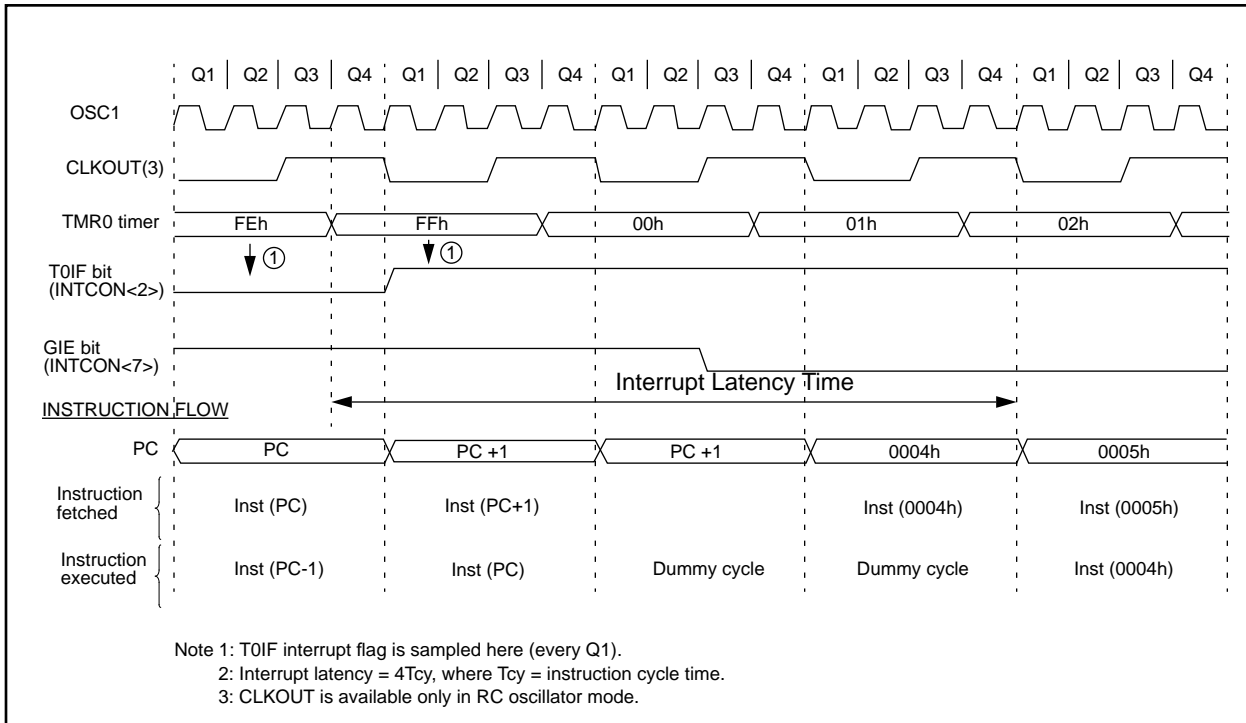 Q1 Q2 Q3 Q4 Q1 Q2 Q3 Q4 Q1 Q2 Q3 Q4 Q1 Q2 Q3 Q4 Q1 Q2 Q3 Q4
OSC1
CLKOUT(3)
TMR0 timer FEh FFh 00h 01h 02h
1 1
T0IF bit
(INTCON<2>)
GIE bit
(INTCON<7>)
Interrupt Latency Time
INSTRUCTION FLOW
PC PC PC +1 PC +1 0004h 0005h
Instruction
fetched
Inst (PC) Inst (PC+1) Inst (0004h) Inst (0005h)
Instruction
executed
Inst (PC-1) Inst (PC) Dummy cycle Dummy cycle Inst (0004h)
Note 1: T0IF interrupt flag is sampled here (every Q1).
2: Interrupt latency = 4Tcy, where Tcy = instruction cycle time.
3: CLKOUT is available only in RC oscillator mode.